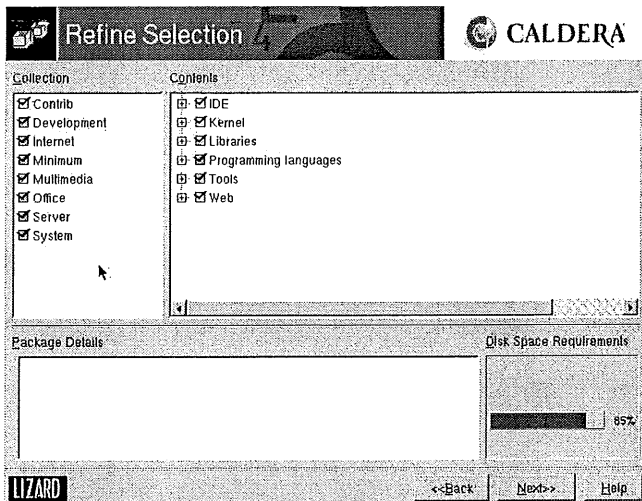 Refine Selection
CALDERA
Collection
Contents
Contrib
Development
Internet
Minimum
Multimedia
Office
Server
System
IDE
Kernel
Libraries
Programming languages
Tools
Web
Package Details
Disk Space Requirements
85%
LIZARD
<<Back
Next>>
Help